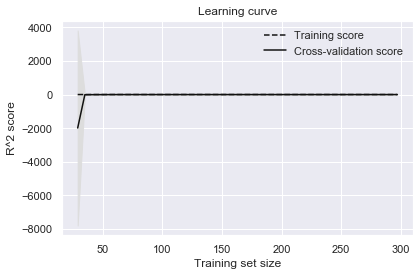 Learning curve
Training score
Cross-validation score
4000
2000
0
−2000
−4000
−6000
−8000
R^2 score
50
100
150
200
250
300
Training set size